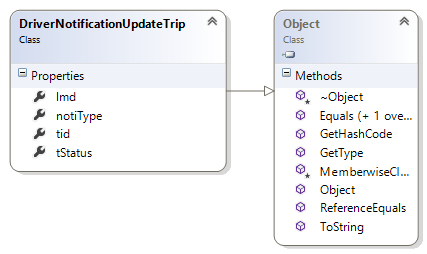 DriverNotificationUpdateTrip
Class
Properties
lmd
notiType
tid
tStatus
Object
Class
Methods
~Object
Equals (+ 1 ove...
GetHashCode
GetType
MemberwiseCl...
Object
ReferenceEquals
ToString